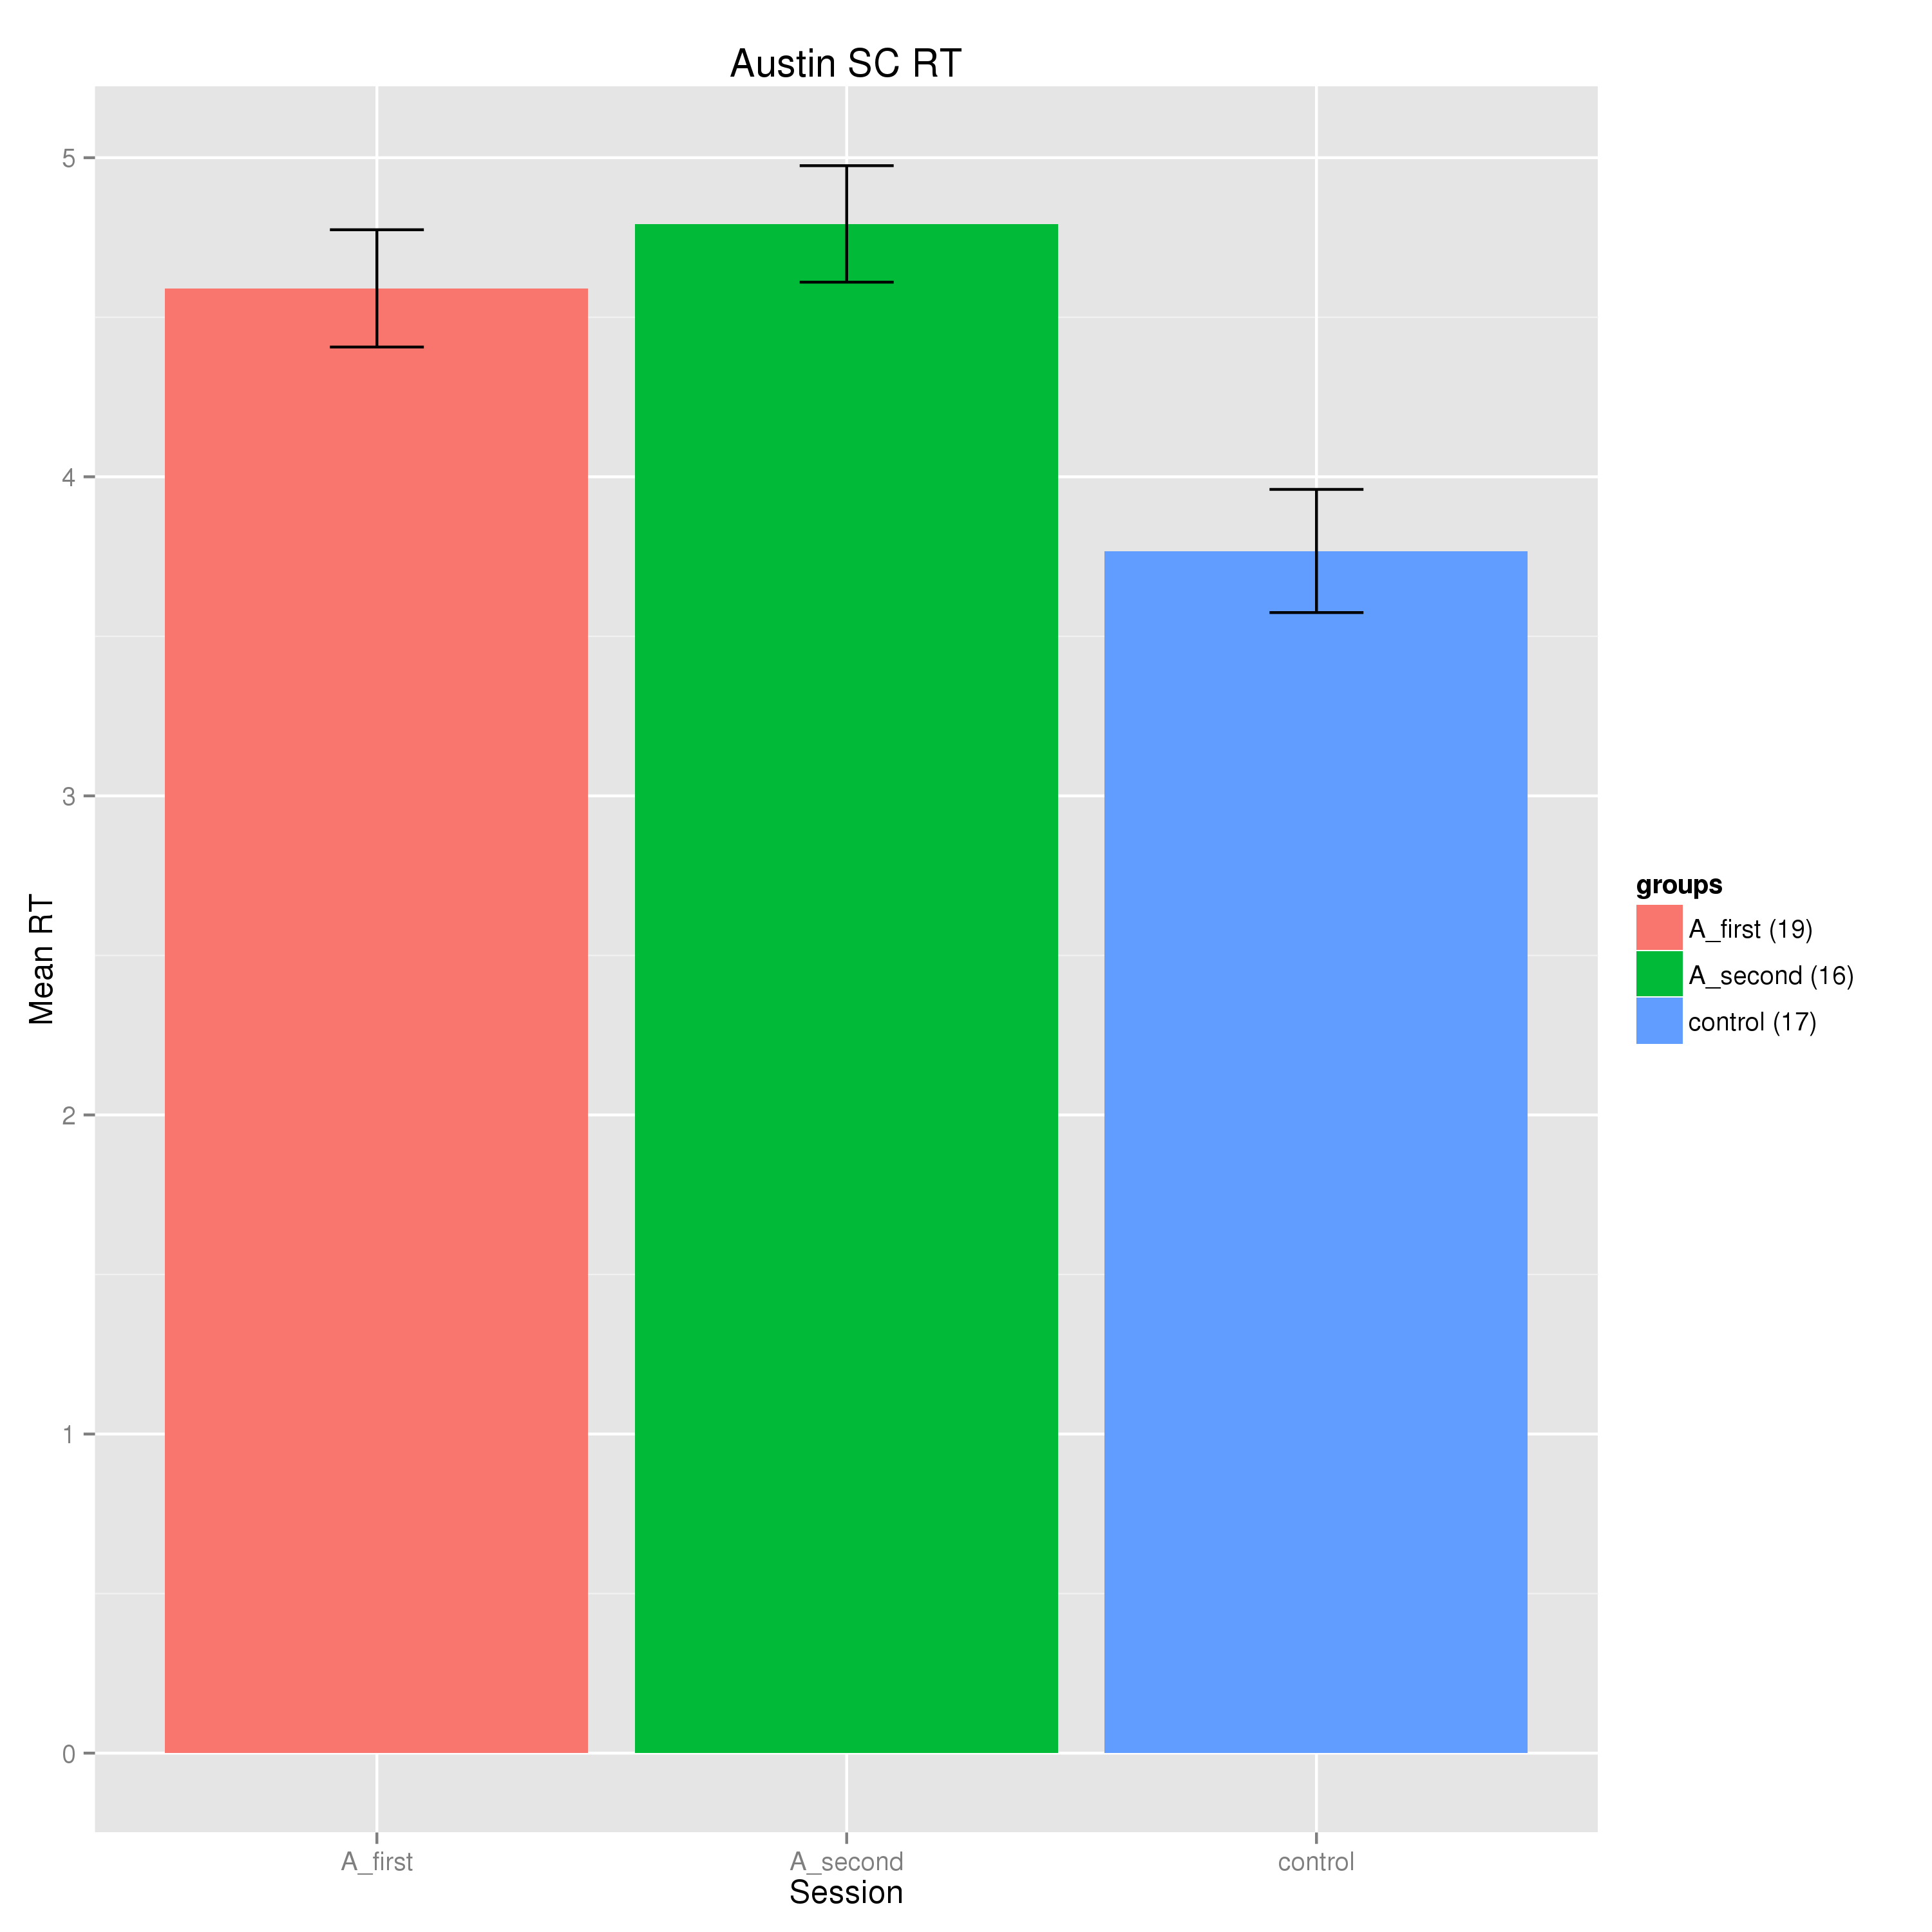 Austin SC RT
5
4
3
2
1
0
Mean RT
A_first
A_second
control
Session
groups
A_first (19)
A_second (16)
control (17)